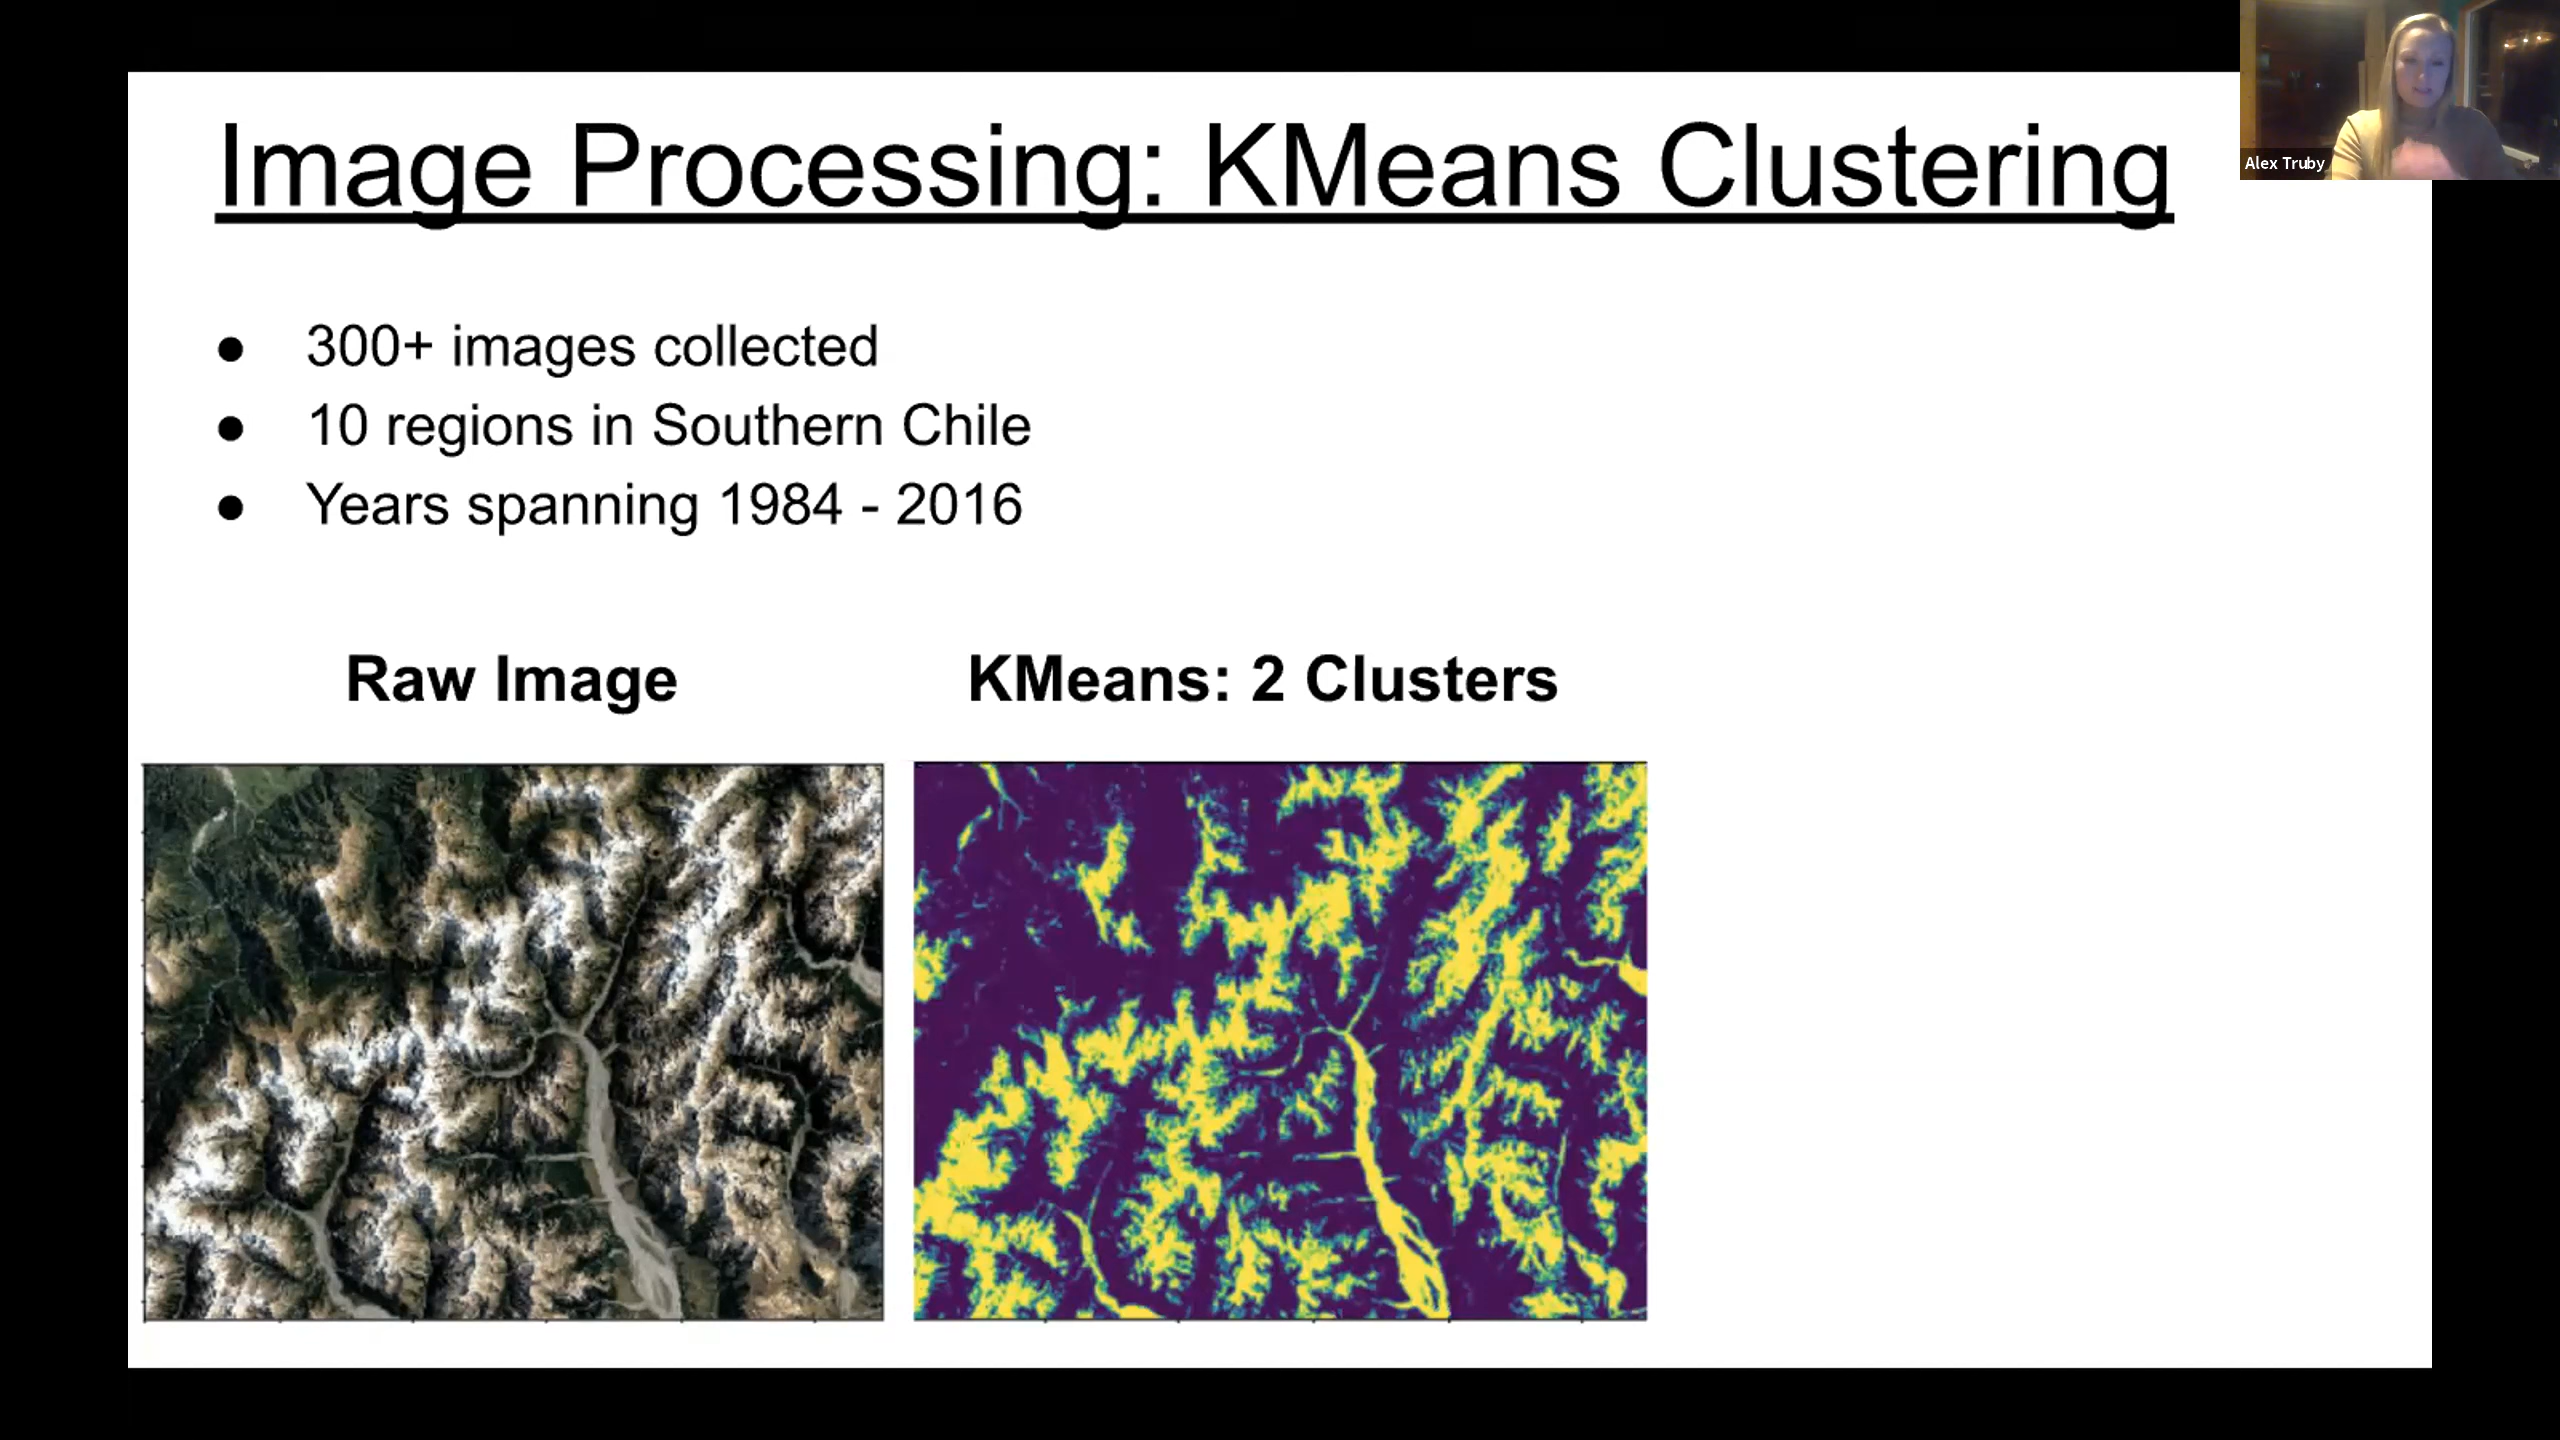 Image Processing: KMeans Clustering
Alex Truby
● 300+ images collected
● 10 regions in Southern Chile
● Years spanning 1984 - 2016
Raw Image
KMeans: 2 Clusters